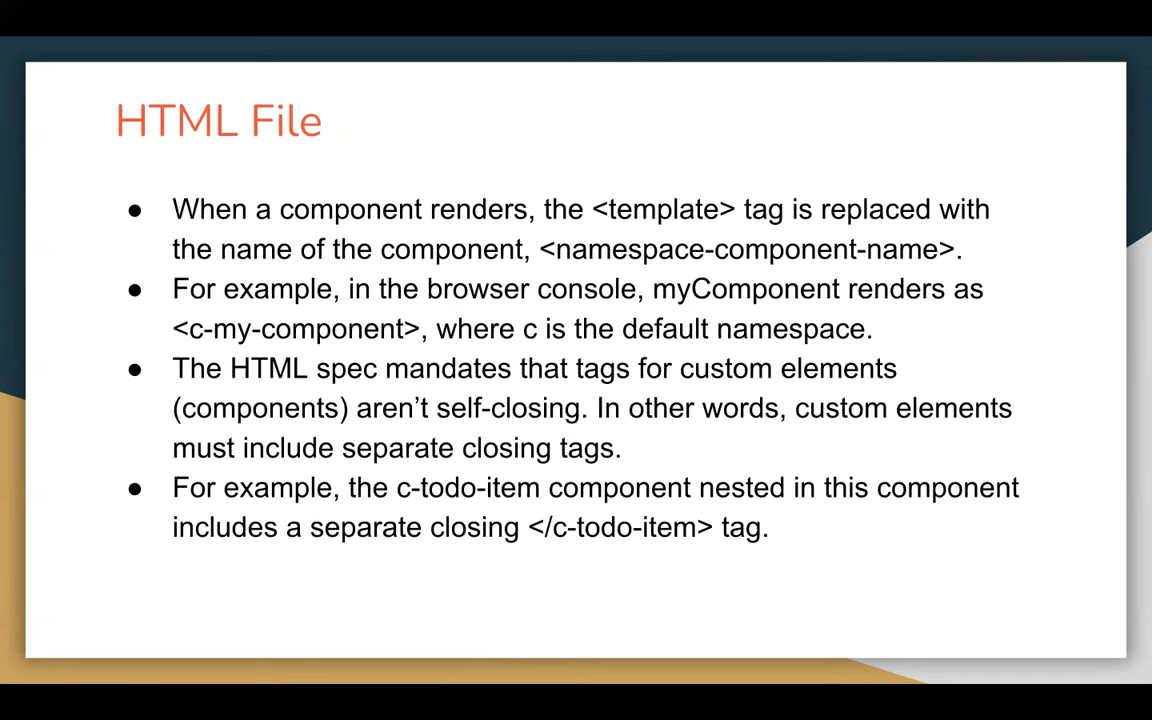 HTML File
● When a component renders, the <template> tag is replaced with
the name of the component, <namespace-component-name>.
● For example, in the browser console, myComponent renders as
<c-my-component>, where c is the default namespace.
● The HTML spec mandates that tags for custom elements
(components) aren’t self-closing. In other words, custom elements
must include separate closing tags.
● For example, the c-todo-item component nested in this component
includes a separate closing </c-todo-item> tag.